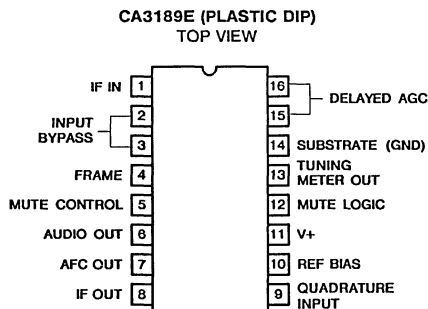 CA3189E (PLASTIC DIP)
TOP VIEW
IF IN 1
INPUT
BYPASS
2
3
FRAME 4
MUTE CONTROL 5
AUDIO OUT 6
AFC OUT 7
IF OUT 8
16
15
DELAYED AGC
14 SUBSTRATE (GND)
13 TUNING
METER OUT
12 MUTE LOGIC
11 V+
10 REF BIAS
9 QUADRATURE
INPUT